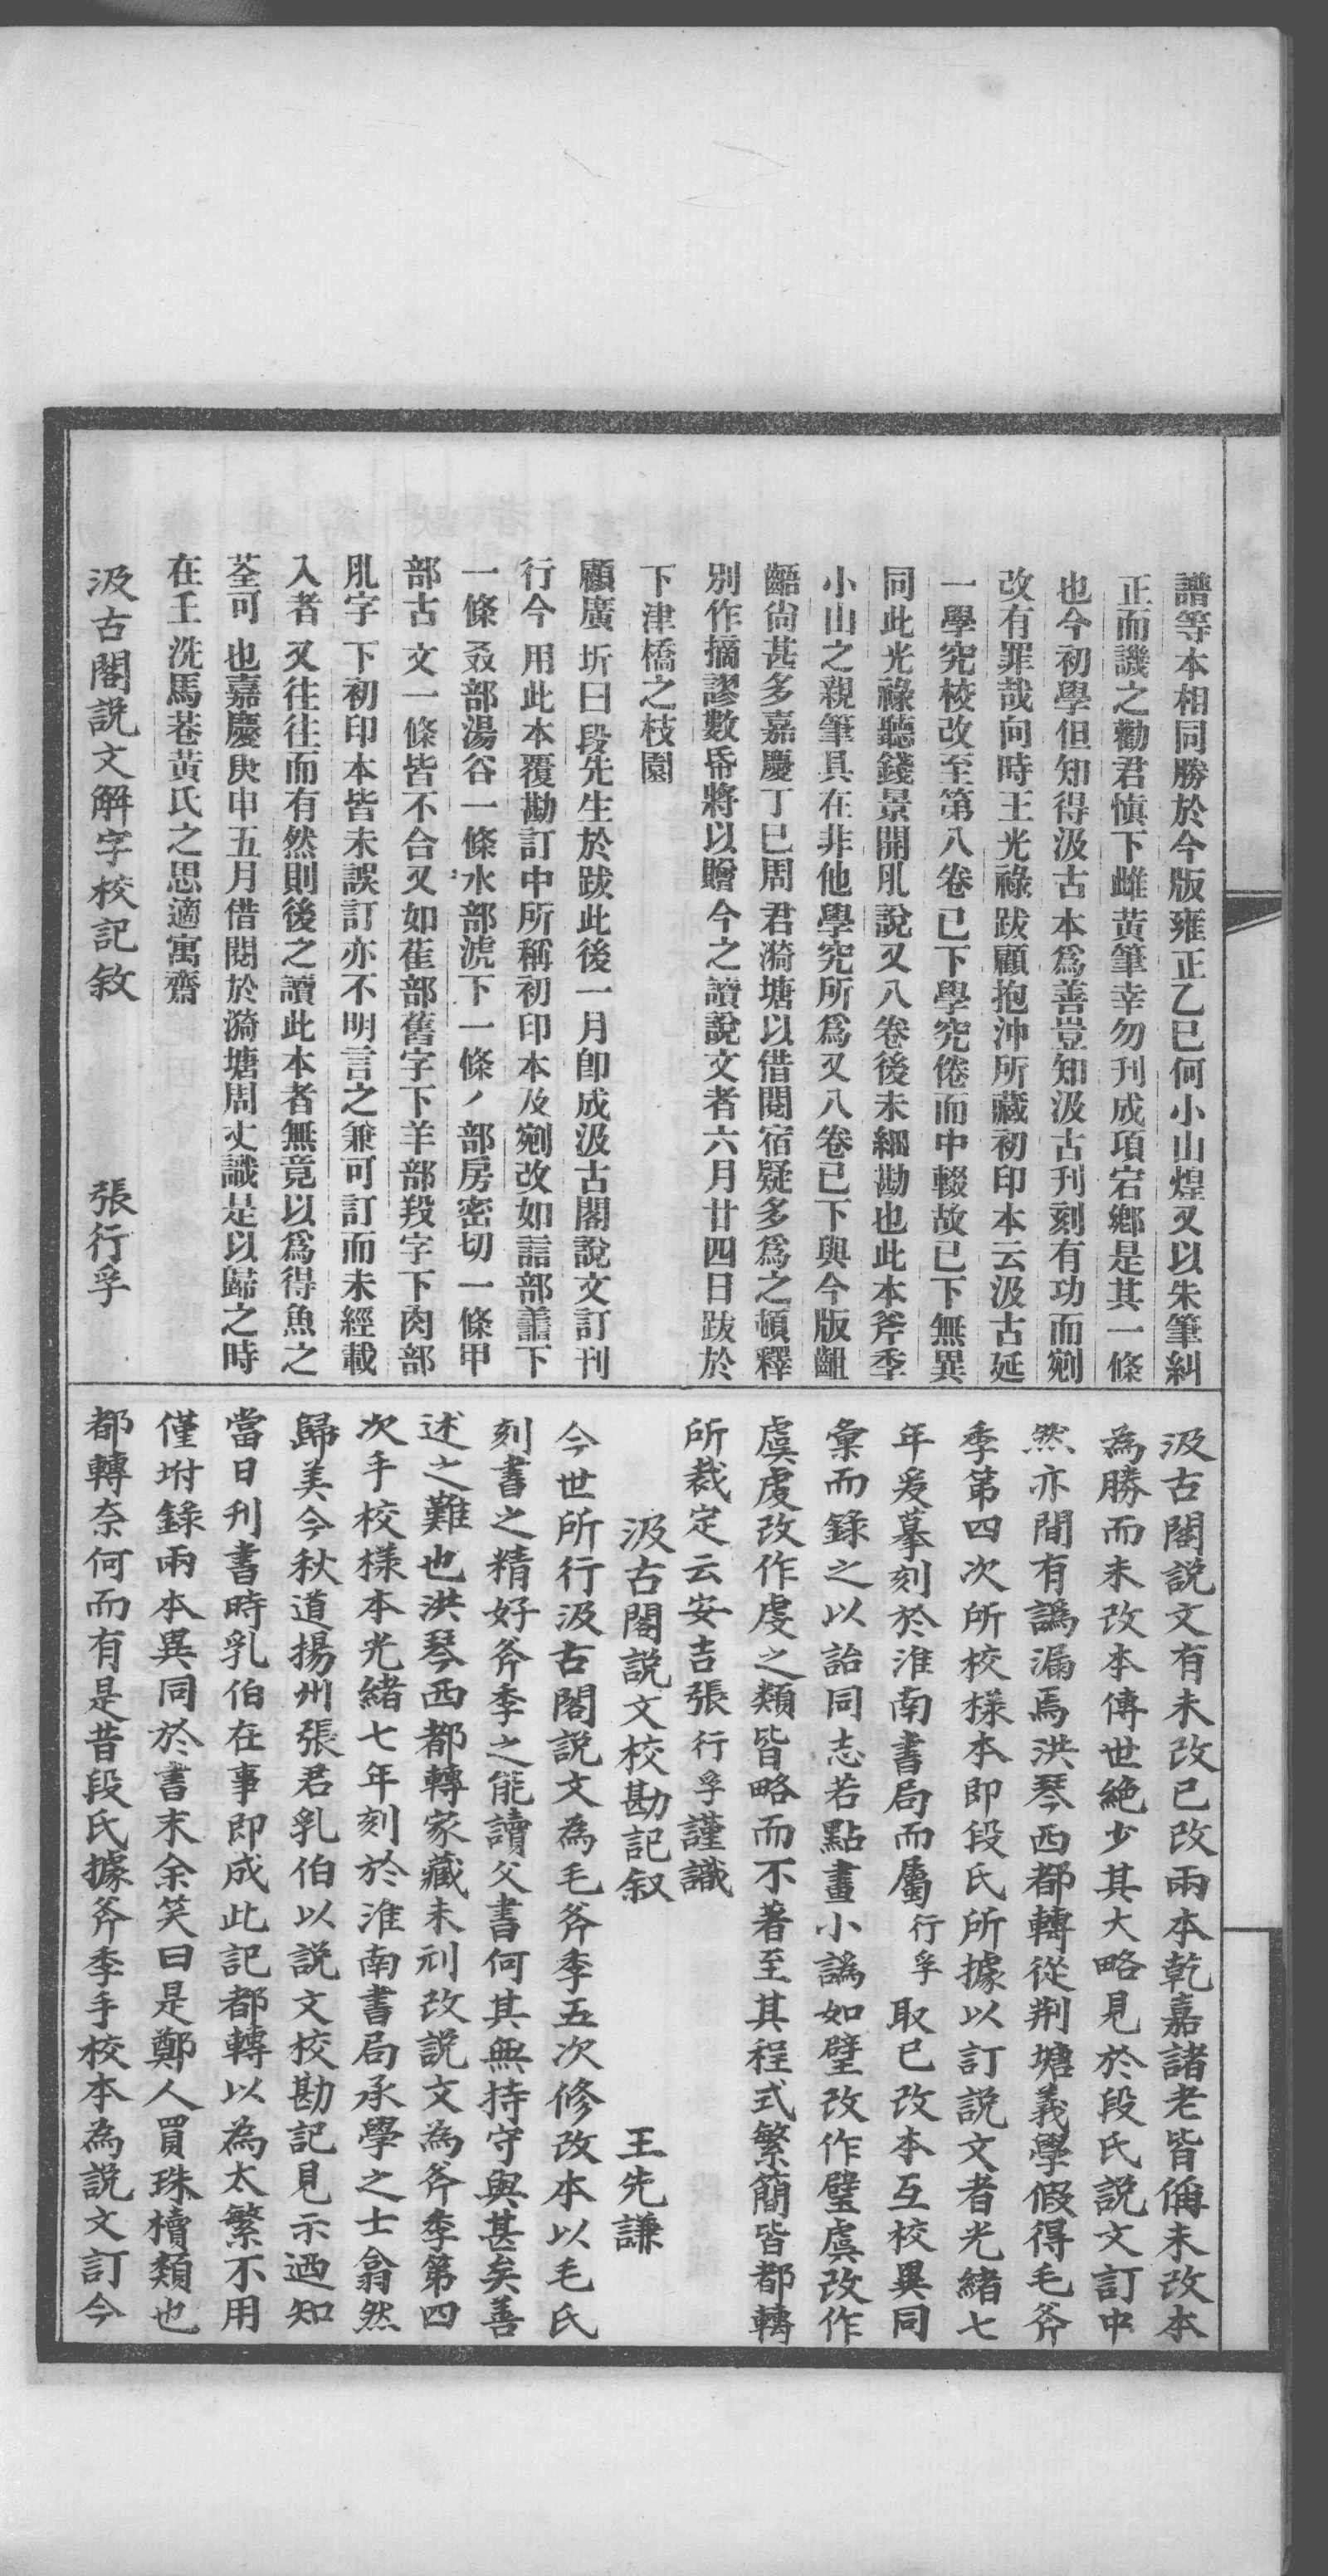 譜等本相同勝於今版雍正乙巳何小山煌又以朱筆糾
正而譏之勸君慎下雌黃筆幸勿刊成項宕鄉是其一條
也今初學但知得汲古本爲善豈知汲古刊刻有功而剜
改有罪哉向時王光祿跋顧抱沖所藏初印本云汲古延
一學究校改至第八卷已下學究倦而中輟故已下無異
同此光祿聽錢景開凡說又八卷後未細勘也此本斧季
小山之親筆具在非他學究所爲又八卷已下與今版齟
齬尙甚多嘉慶丁巳周君漪塘以借閱宿疑多爲之頓釋
別作摘謬數帋將以贈今之讀說文者六月廿四日跋於
下津橋之枝園
顧廣圻曰段先生於跋此後一月卽成汲古閣說文訂刊
行今用此本覆勘訂中所稱初印本及剜改如誩部譱下
一條叒部湯谷一條水部淲下一條丿部房密切一條甲
部古文一條皆不合又如萑部舊字下羊部羖字下肉部
肍字下初印本皆未誤訂亦不明言之兼可訂而未經載
入者又往往而有然則後之讀此本者無竟以爲得魚之
荃可也嘉慶庚申五月借閱於漪塘周丈識是以歸之時
在王洗馬巷黃氏之思適寓齋
汲古閣說文解字校記敘　張行孚
汲古閣說文有未改已改兩本乾嘉諸老皆偁未改本
為勝而未改本傳世絶少其大略見於段氏說文訂中
然亦間有譌漏焉洪琴西都轉從荆塘義學假得毛斧
季第四次所校樣本即段氏所據以訂說文者光緒七
年爰摹刻於淮南書局而屬行孚取已改本互校異同
彙而錄之以詒同志若點畫小譌如壁改作璧虞改作
虞虔改作虔之類皆略而不著至其程式繁簡皆都轉
所裁定云安吉張行孚謹識
汲古閣說文校勘記叙　王先謙
今世所行汲古閣說文為毛斧季五次修改本以毛氏
刻書之精好斧季之能讀父書何其無持守與甚矣善
述之難也洪琴西都轉家藏未刓改說文為斧季第四
次手校樣本光緒七年刻於淮南書局承學之士翕然
歸美今秋道揚州張君乳伯以說文校勘記見示迺知
當日刊書時乳伯在事即成此記都轉以為太繁不用
僅坿錄兩本異同於書末余笑曰是鄭人買珠櫝類也
都轉奈何而有是昔段氏據斧季手校本為說文訂今